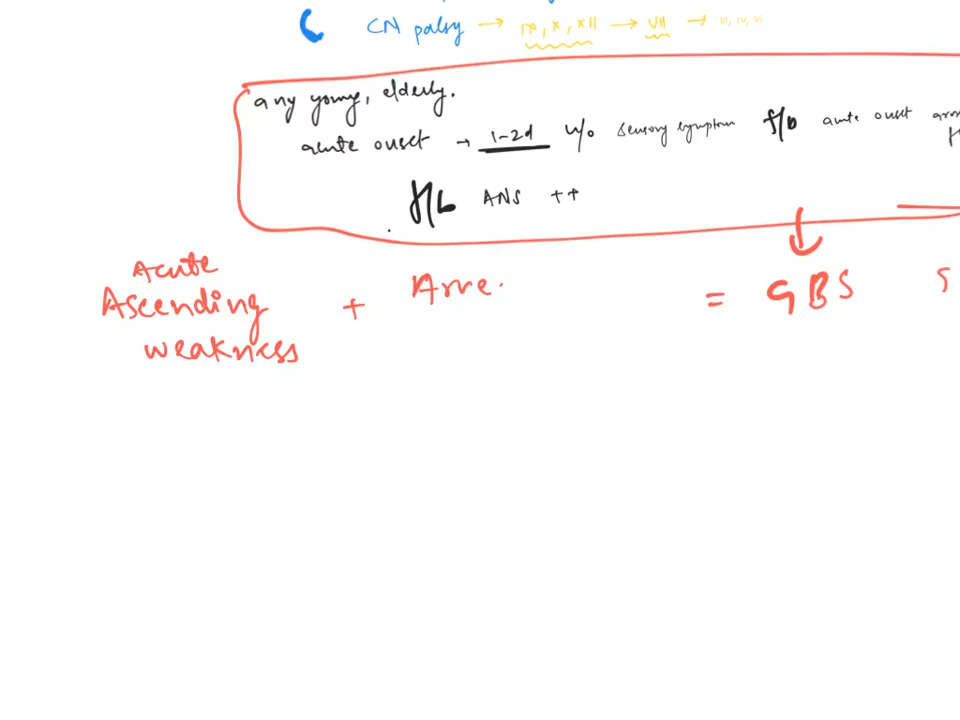 CN palsy → IX, X, XII → VII → III, IV, VI
any young, elderly.
acute onset → 1-2d w/o sensory symptom f/b acute onset
f/b ANS ++
Acute
Ascending + Arre. = GBS
weakness